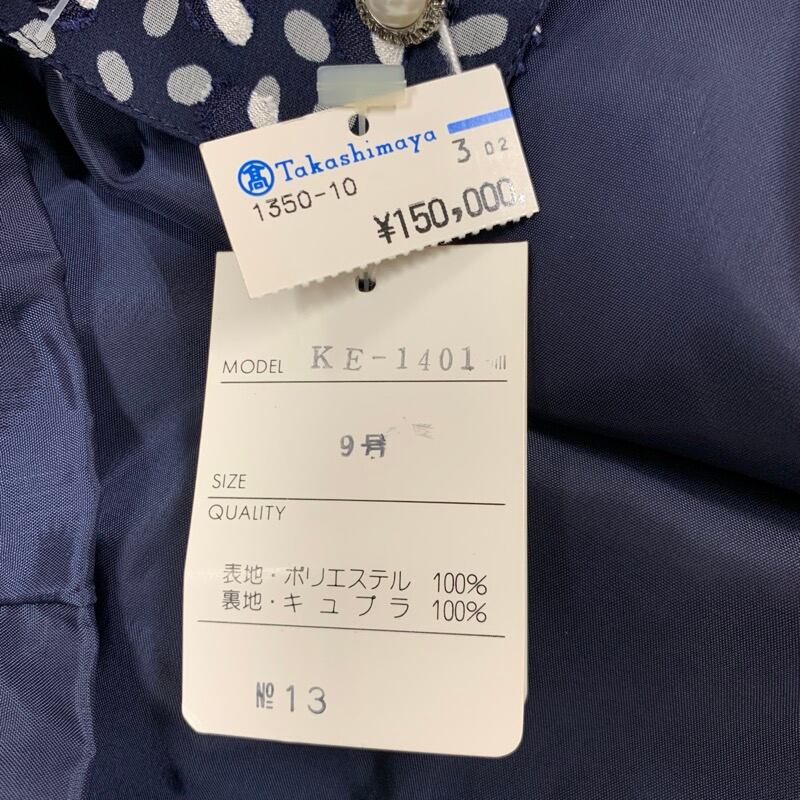 髙 Takashimaya
3 02
1350-10
¥150,000.
MODEL KE-1401
9号
SIZE
QUALITY
表地・ポリエステル 100%
裏地・キュプラ 100%
№13